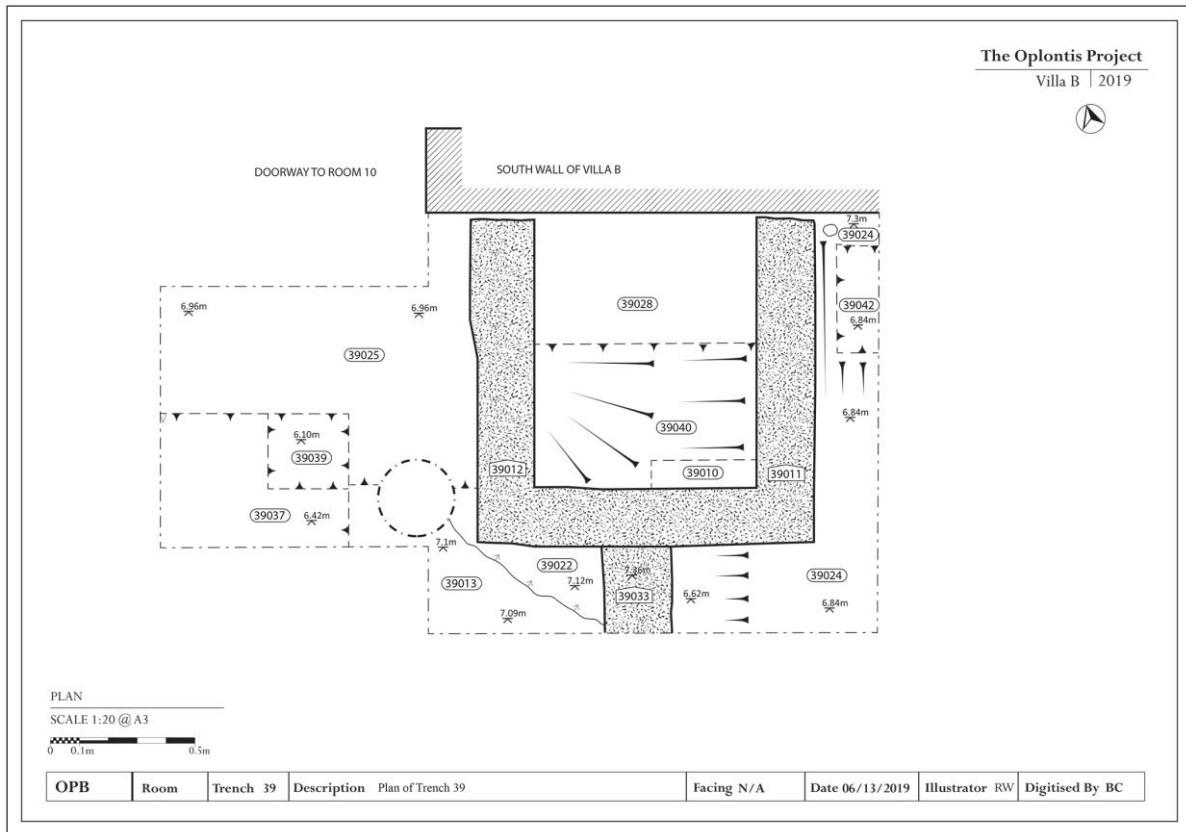 The Oplontis Project
Villa B | 2019
DOORWAY TO ROOM 10
SOUTH WALL OF VILLA B
7.3m
39024
39028
39042
6.96m
6.96m
6.84m
39025
6.84m
39040
6.10m
39039
39012
39010
39011
39037
6.42m
7.1m
39022
39013
7.12m
7.36m
39024
39033
6.62m
6.84m
7.09m
PLAN
SCALE 1:20 @ A3
0 0.1m 0.5m
OPB Room Trench 39 Description Plan of Trench 39 Facing N/A Date 06/13/2019 Illustrator RW Digitised By BC